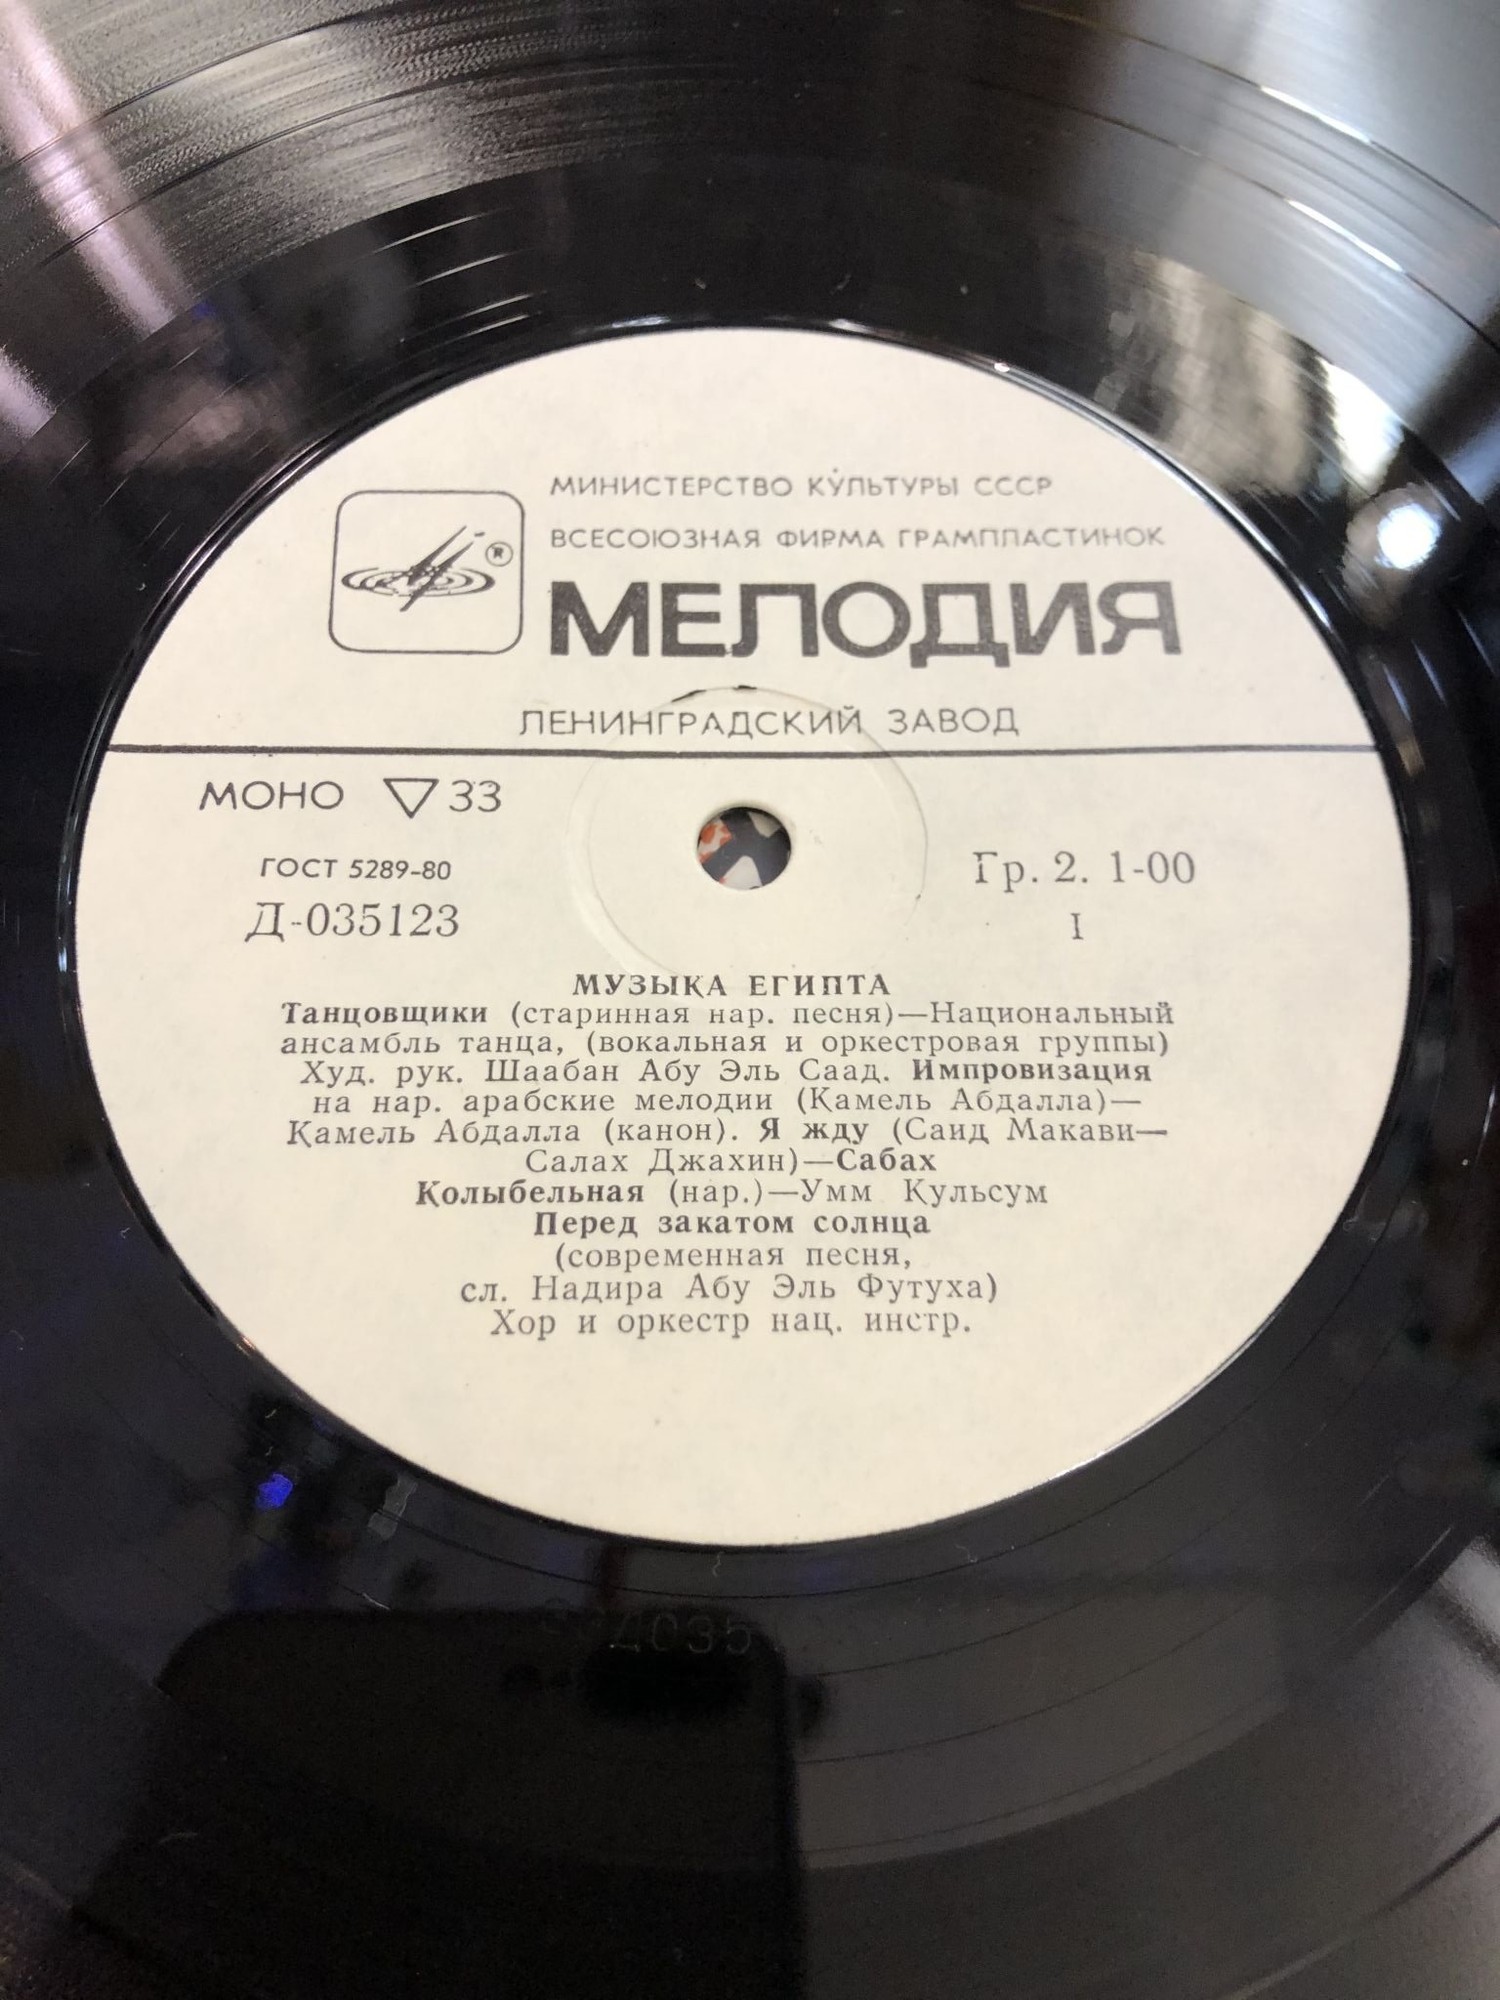 МИНИСТЕРСТВО КУЛЬТУРЫ СССР
ВСЕСОЮЗНАЯ ФИРМА ГРАМПЛАСТИНОК
МЕЛОДИЯ
ЛЕНИНГРАДСКИЙ ЗАВОД
МОНО ▽ 33
ГОСТ 5289-80
Д-035123
Гр. 2. 1-00
I
МУЗЫКА ЕГИПТА
Танцовщики (старинная нар. песня)—Национальный
ансамбль танца, (вокальная и оркестровая группы)
Худ. рук. Шаабан Абу Эль Саад. Импровизация
на нар. арабские мелодии (Камель Абдалла)—
Камель Абдалла (канон). Я жду (Саид Макави—
Салах Джахин)—Сабах
Колыбельная (нар.)—Умм Кульсум
Перед закатом солнца
(современная песня,
сл. Надира Абу Эль Футуха)
Хор и оркестр нац. инстр.